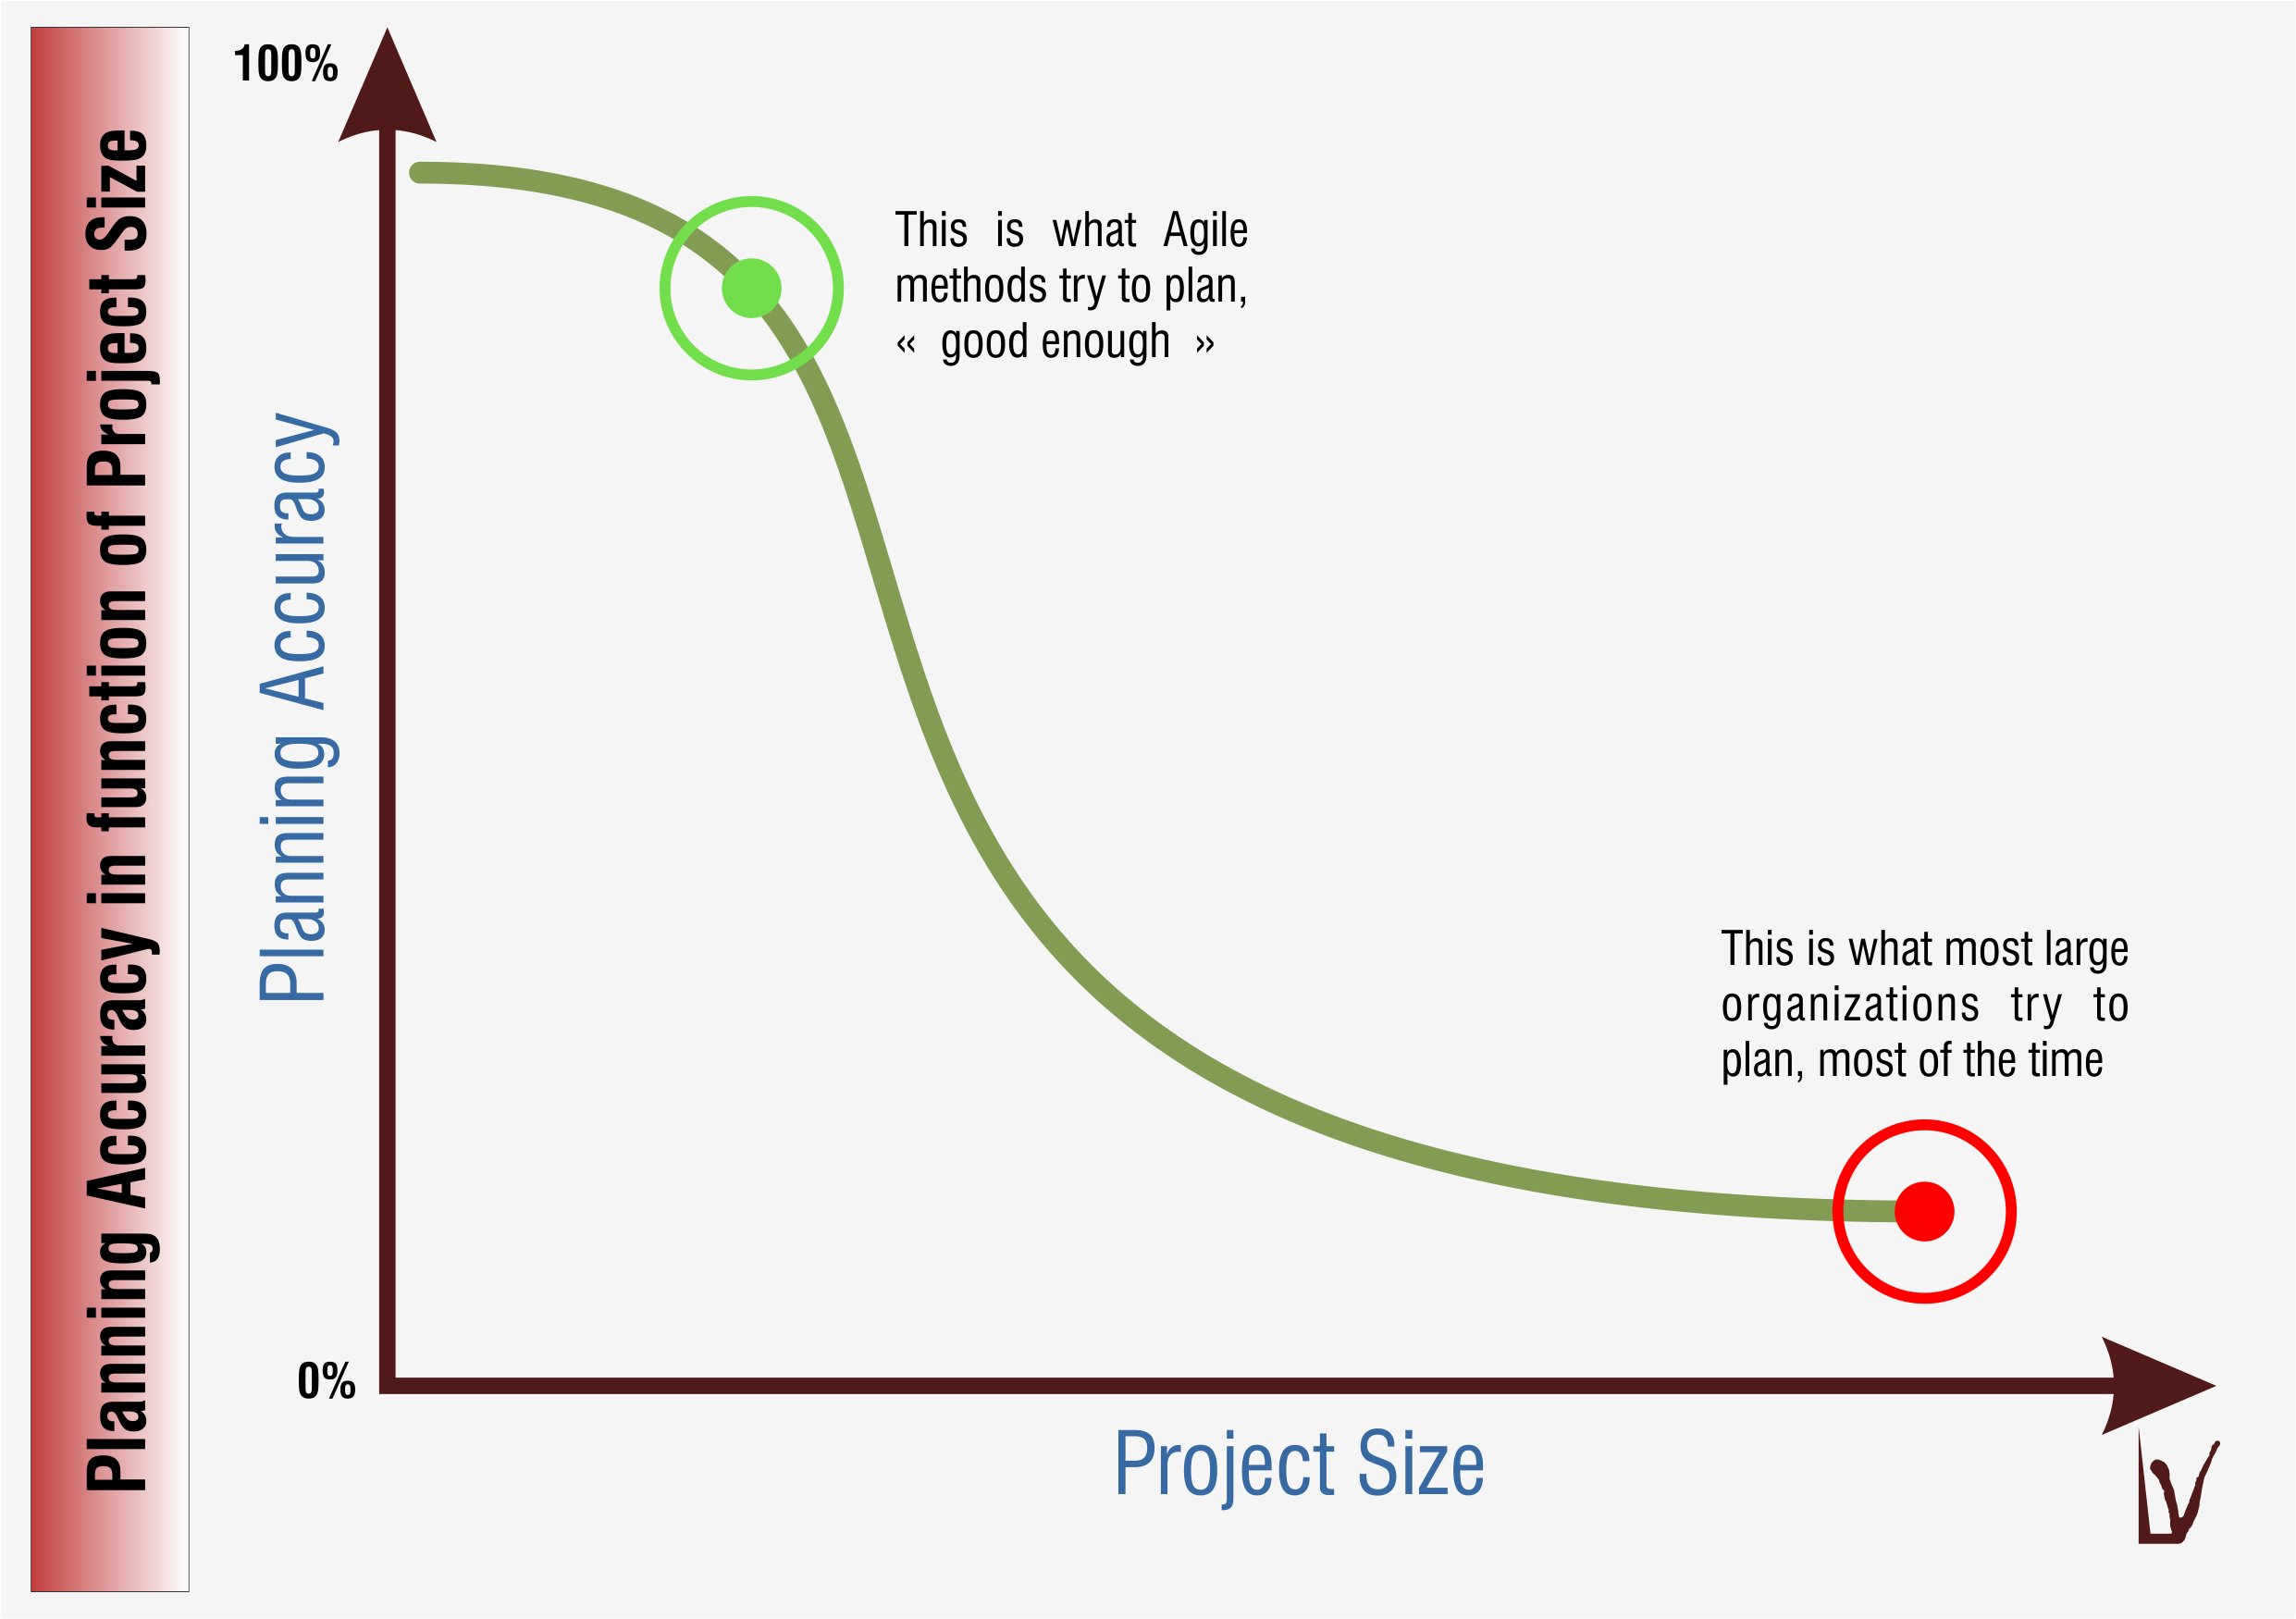 Planning Accuracy in function of Project Size
100%
This is what Agile
methods try to plan,
« good enough »
Planning Accuracy
This is what most large
organizations try to
plan, most of the time
0%
Project Size